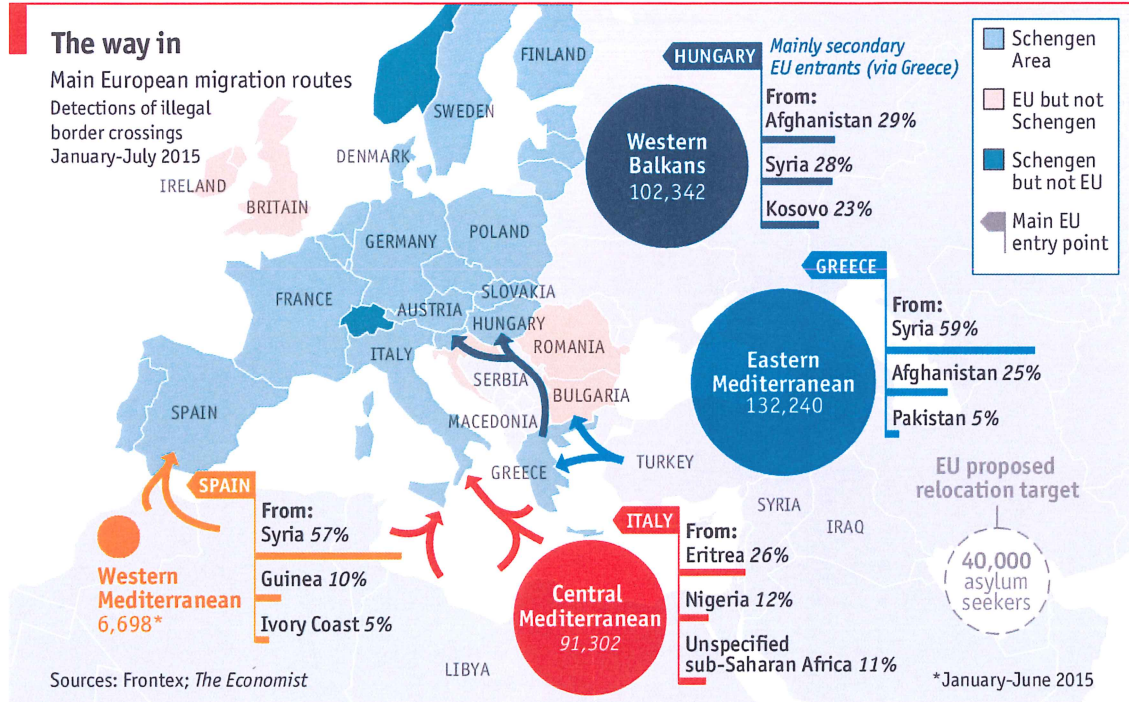 The way in
Main European migration routes
Detections of illegal
border crossings
January-July 2015
FINLAND
SWEDEN
DENMARK
IRELAND
BRITAIN
GERMANY
POLAND
FRANCE
SLOVAKIA
AUSTRIA
HUNGARY
ITALY
ROMANIA
SERBIA
BULGARIA
SPAIN
MACEDONIA
GREECE
TURKEY
SYRIA
IRAQ
LIBYA
HUNGARY
Mainly secondary
EU entrants (via Greece)
Western
Balkans
102,342
From:
Afghanistan 29%
Syria 28%
Kosovo 23%
Schengen
Area
EU but not
Schengen
Schengen
but not EU
Main EU
entry point
GREECE
Eastern
Mediterranean
132,240
From:
Syria 59%
Afghanistan 25%
Pakistan 5%
EU proposed
relocation target
40,000
asylum
seekers
SPAIN
Western
Mediterranean
6,698*
From:
Syria 57%
Guinea 10%
Ivory Coast 5%
ITALY
Central
Mediterranean
91,302
From:
Eritrea 26%
Nigeria 12%
Unspecified
sub-Saharan Africa 11%
Sources: Frontex; The Economist
*January-June 2015